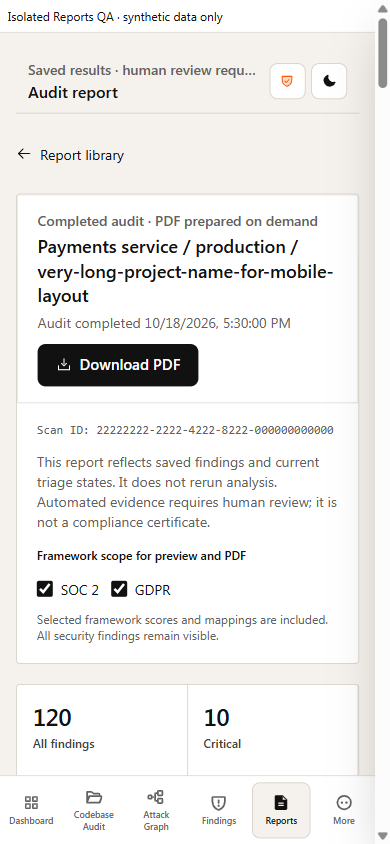 Isolated Reports QA · synthetic data only
Saved results · human review requ...
Audit report
← Report library
Completed audit · PDF prepared on demand
Payments service / production /
very-long-project-name-for-mobile-
layout
Audit completed 10/18/2026, 5:30:00 PM
Download PDF
Scan ID: 22222222-2222-4222-8222-000000000000
This report reflects saved findings and current
triage states. It does not rerun analysis.
Automated evidence requires human review; it is
not a compliance certificate.
Framework scope for preview and PDF
SOC 2 GDPR
Selected framework scores and mappings are included.
All security findings remain visible.
120 10
All findings Critical
Dashboard Codebase Audit Attack Graph Findings Reports More